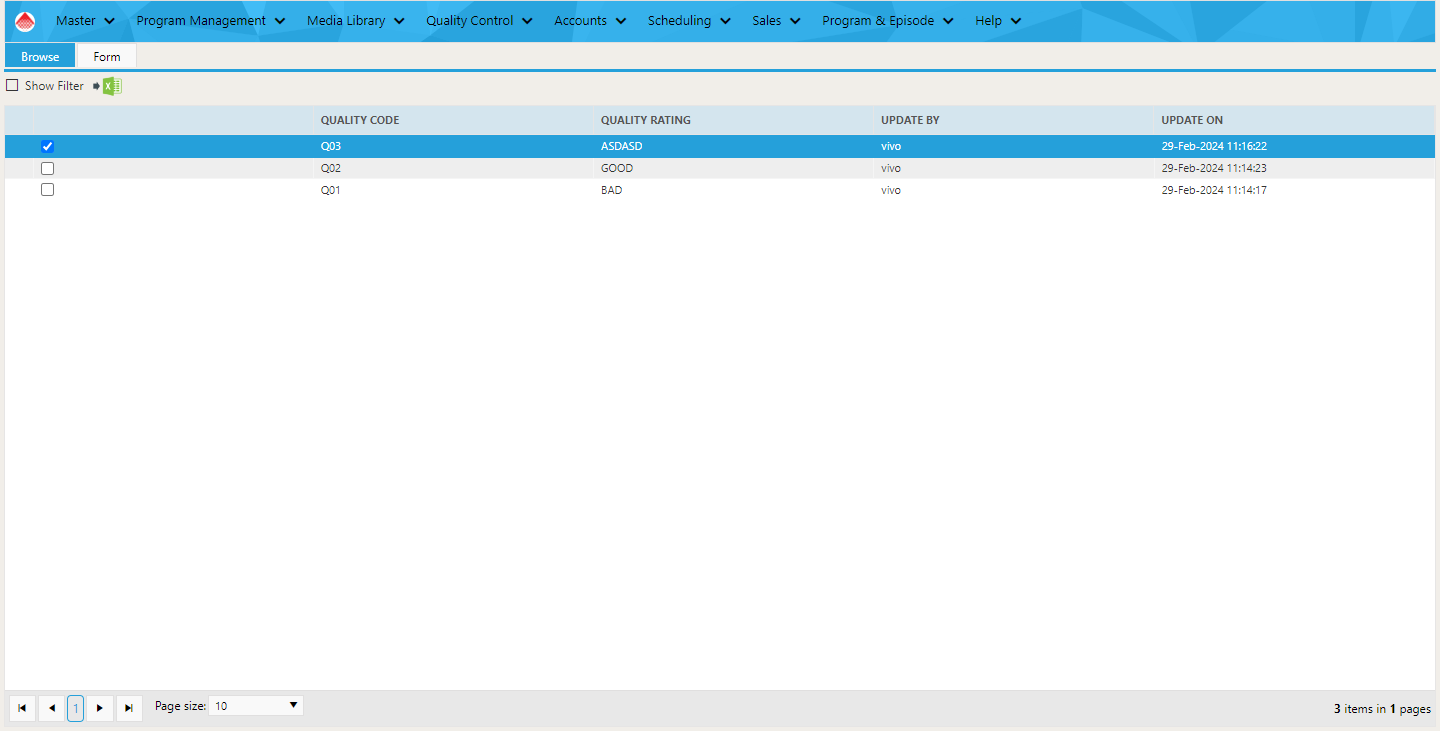 Master Program Management Media Library Quality Control Accounts Scheduling Sales Program & Episode Help
Browse Form
Show Filter
QUALITY CODE QUALITY RATING UPDATE BY UPDATE ON
Q03 ASDASD vivo 29-Feb-2024 11:16:22
Q02 GOOD vivo 29-Feb-2024 11:14:23
Q01 BAD vivo 29-Feb-2024 11:14:17
1 Page size: 10 3 items in 1 pages